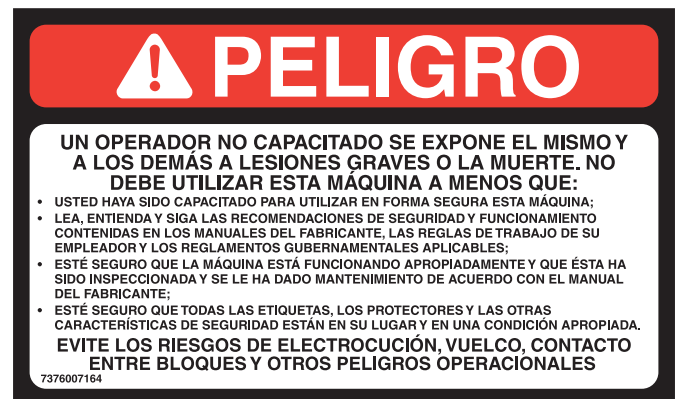 PELIGRO
UN OPERADOR NO CAPACITADO SE EXPONE EL MISMO Y
A LOS DEMÁS A LESIONES GRAVES O LA MUERTE. NO
DEBE UTILIZAR ESTA MÁQUINA A MENOS QUE:
• USTED HAYA SIDO CAPACITADO PARA UTILIZAR EN FORMA SEGURA ESTA MÁQUINA;
• LEA, ENTIENDA Y SIGA LAS RECOMENDACIONES DE SEGURIDAD Y FUNCIONAMIENTO
CONTENIDAS EN LOS MANUALES DEL FABRICANTE, LAS REGLAS DE TRABAJO DE SU
EMPLEADOR Y LOS REGLAMENTOS GUBERNAMENTALES APLICABLES;
• ESTÉ SEGURO QUE LA MÁQUINA ESTÁ FUNCIONANDO APROPIADAMENTE Y QUE ÉSTA HA
SIDO INSPECCIONADA Y SE LE HA DADO MANTENIMIENTO DE ACUERDO CON EL MANUAL
DEL FABRICANTE;
• ESTÉ SEGURO QUE TODAS LAS ETIQUETAS, LOS PROTECTORES Y LAS OTRAS
CARACTERÍSTICAS DE SEGURIDAD ESTÁN EN SU LUGAR Y EN UNA CONDICIÓN APROPIADA.
EVITE LOS RIESGOS DE ELECTROCUCIÓN, VUELCO, CONTACTO
ENTRE BLOQUES Y OTROS PELIGROS OPERACIONALES
7376007164